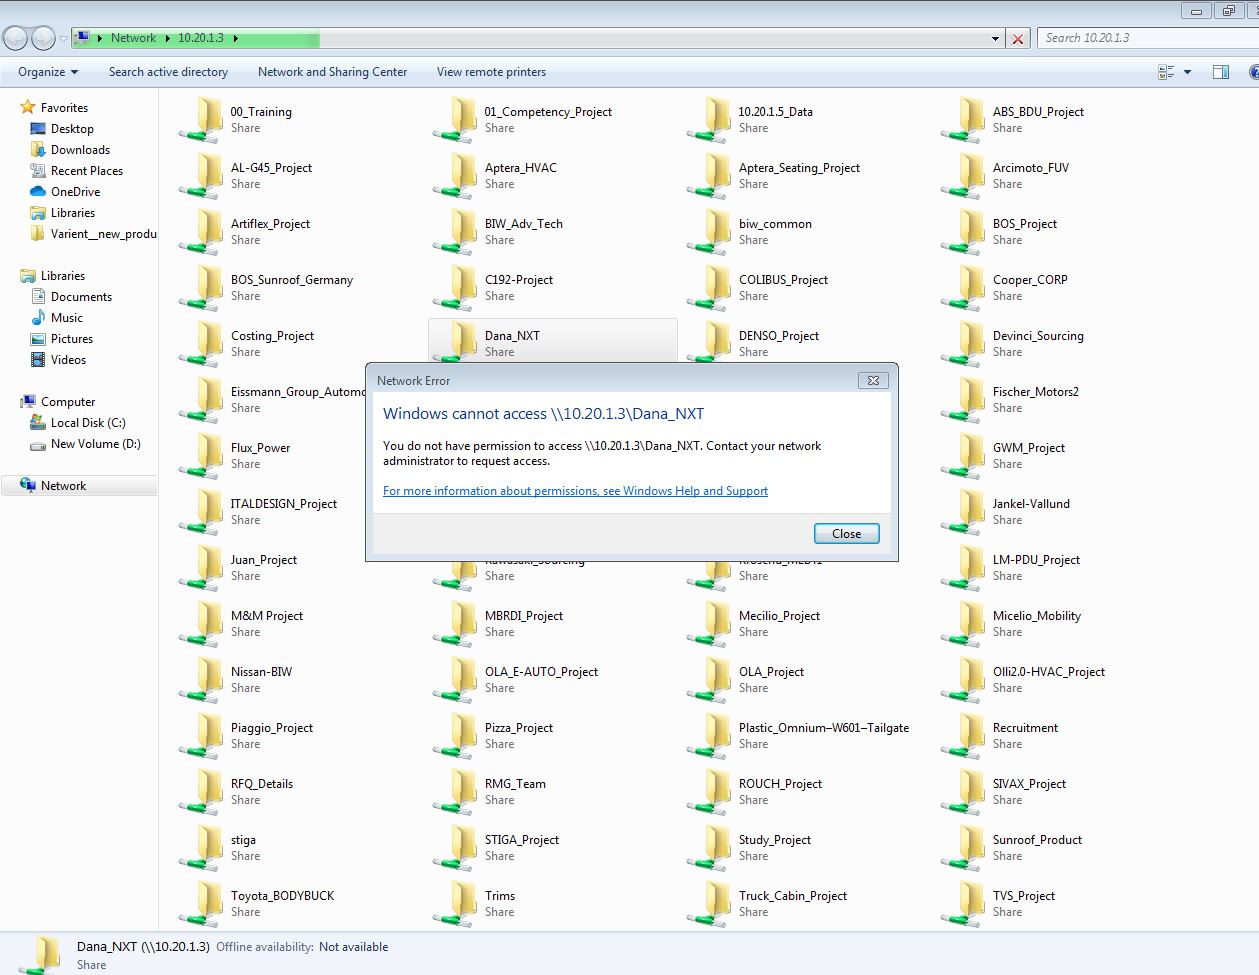 Network 10.20.1.3
Search 10.20.1.3
Organize Search active directory Network and Sharing Center View remote printers
Favorites
Desktop
Downloads
Recent Places
OneDrive
Libraries
Varient__new_produ
Libraries
Documents
Music
Pictures
Videos
Computer
Local Disk (C:)
New Volume (D:)
Network
00_Training
Share
01_Competency_Project
Share
10.20.1.5_Data
Share
ABS_BDU_Project
Share
AL-G45_Project
Share
Aptera_HVAC
Share
Aptera_Seating_Project
Share
Arcimoto_FUV
Share
Artiflex_Project
Share
BIW_Adv_Tech
Share
biw_common
Share
BOS_Project
Share
BOS_Sunroof_Germany
Share
C192-Project
Share
COLIBUS_Project
Share
Cooper_CORP
Share
Costing_Project
Share
Dana_NXT
Share
DENSO_Project
Share
Devinci_Sourcing
Share
Eissmann_Group_Automo
Share
Fischer_Motors2
Share
Flux_Power
Share
GWM_Project
Share
ITALDESIGN_Project
Share
Jankel-Vallund
Share
Network Error
Windows cannot access \\10.20.1.3\Dana_NXT
You do not have permission to access \\10.20.1.3\Dana_NXT. Contact your network
administrator to request access.
For more information about permissions, see Windows Help and Support
Close
Juan_Project
Share
Kawasaki_Sourcing
Share
Share
LM-PDU_Project
Share
M&M Project
Share
MBRDI_Project
Share
Mecilio_Project
Share
Micelio_Mobility
Share
Nissan-BIW
Share
OLA_E-AUTO_Project
Share
OLA_Project
Share
Olli2.0-HVAC_Project
Share
Piaggio_Project
Share
Pizza_Project
Share
Plastic_Omnium–W601–Tailgate
Share
Recruitment
Share
RFQ_Details
Share
RMG_Team
Share
ROUCH_Project
Share
SIVAX_Project
Share
stiga
Share
STIGA_Project
Share
Study_Project
Share
Sunroof_Product
Share
Toyota_BODYBUCK
Share
Trims
Share
Truck_Cabin_Project
Share
TVS_Project
Share
Dana_NXT (\\10.20.1.3) Offline availability: Not available
Share